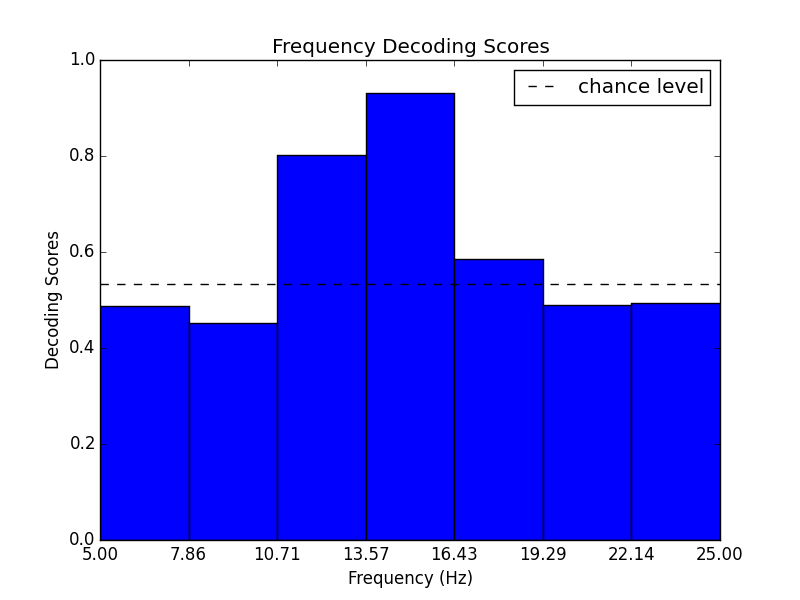 Frequency Decoding Scores
chance level
1.0
0.8
0.6
0.4
0.2
0.0
Decoding Scores
5.00 7.86 10.71 13.57 16.43 19.29 22.14 25.00
Frequency (Hz)